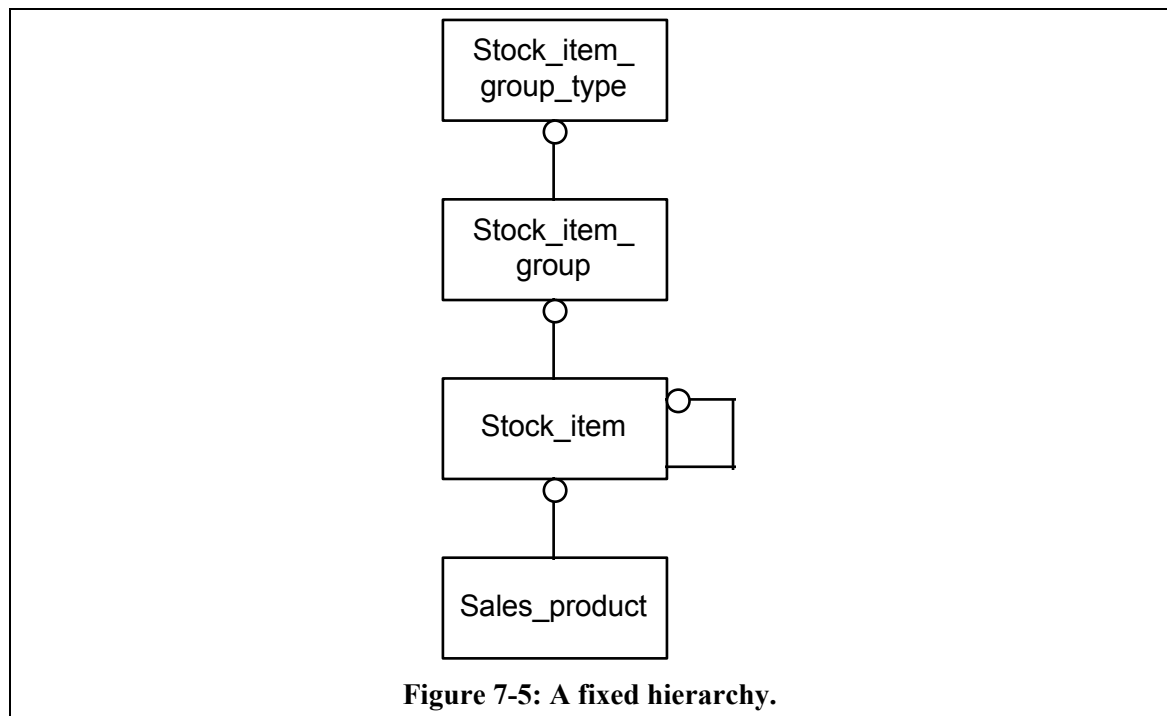 Stock_item_
group_type
Stock_item_
group
Stock_item
Sales_product
Figure 7-5: A fixed hierarchy.